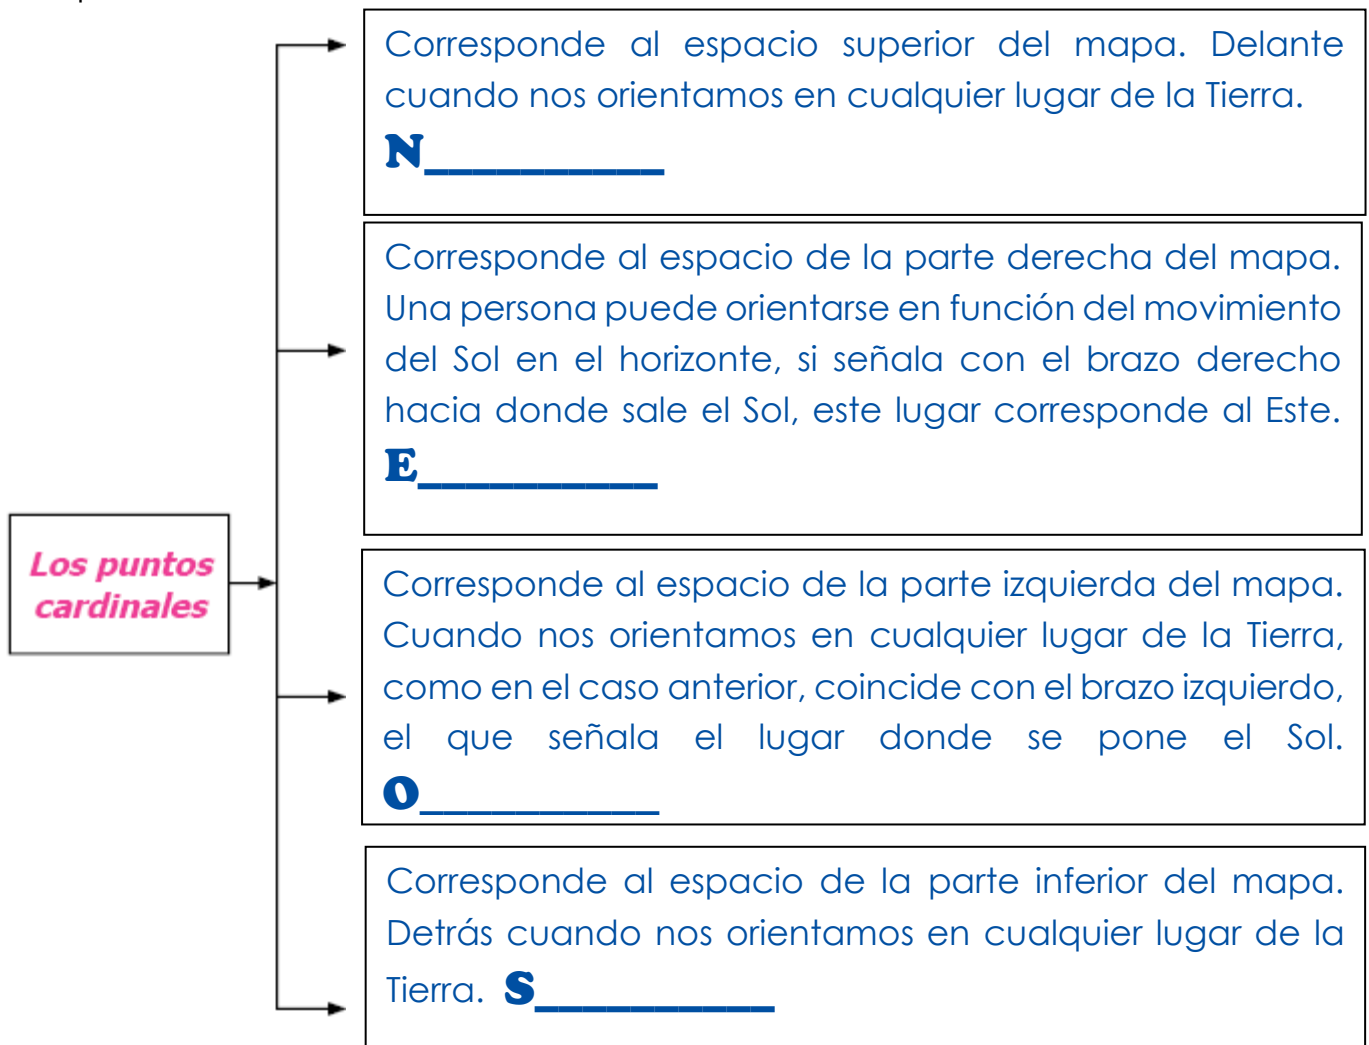 Corresponde al espacio superior del mapa. Delante
cuando nos orientamos en cualquier lugar de la Tierra.
N__________
Corresponde al espacio de la parte derecha del mapa.
Una persona puede orientarse en función del movimiento
del Sol en el horizonte, si señala con el brazo derecho
hacia donde sale el Sol, este lugar corresponde al Este.
E__________
Los puntos
cardinales
Corresponde al espacio de la parte izquierda del mapa.
Cuando nos orientamos en cualquier lugar de la Tierra,
como en el caso anterior, coincide con el brazo izquierdo,
el que señala el lugar donde se pone el Sol.
O__________
Corresponde al espacio de la parte inferior del mapa.
Detrás cuando nos orientamos en cualquier lugar de la
Tierra. S__________